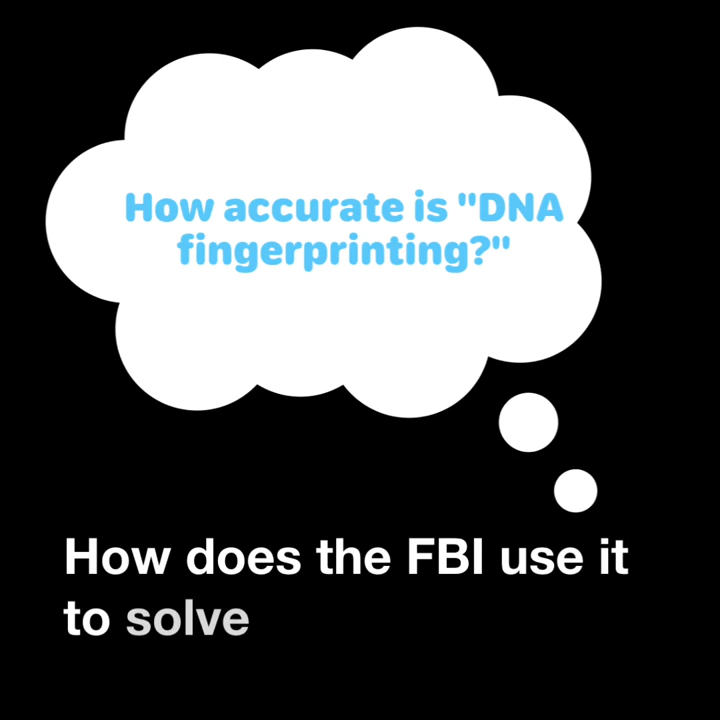 How accurate is "DNA
fingerprinting?"
How does the FBI use it
to solve